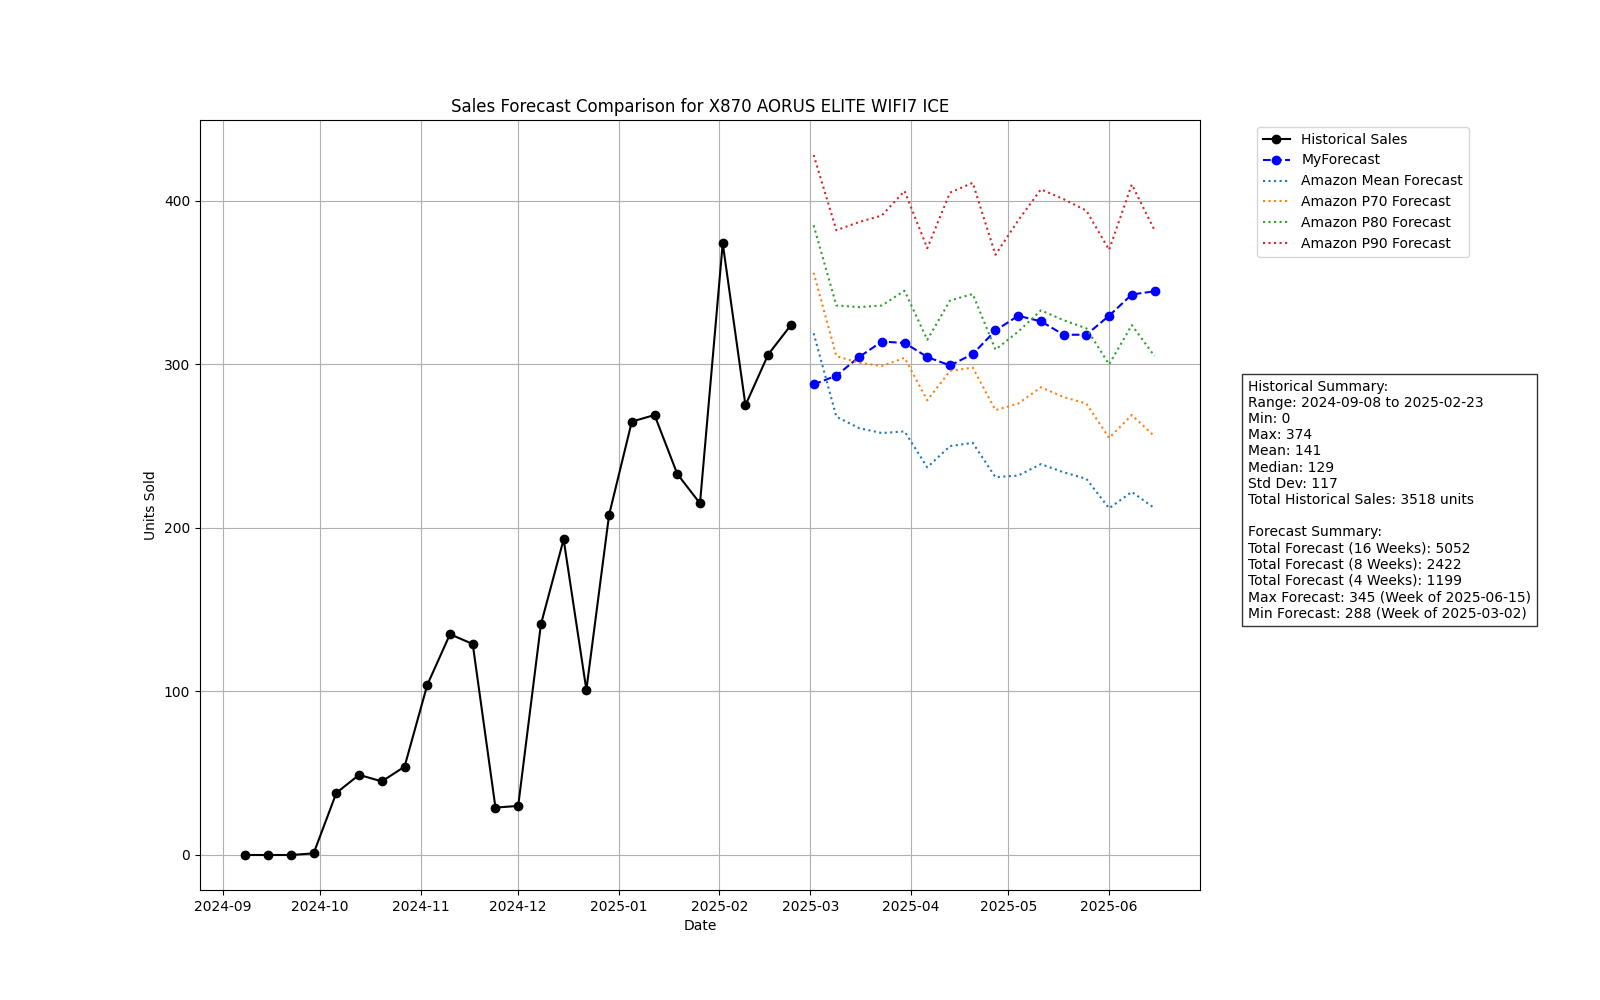 Sales Forecast Comparison for X870 AORUS ELITE WIFI7 ICE
Historical Sales
MyForecast
Amazon Mean Forecast
Amazon P70 Forecast
Amazon P80 Forecast
Amazon P90 Forecast
Units Sold
400
300
200
100
0
2024-09 2024-10 2024-11 2024-12 2025-01 2025-02 2025-03 2025-04 2025-05 2025-06
Date
Historical Summary:
Range: 2024-09-08 to 2025-02-23
Min: 0
Max: 374
Mean: 141
Median: 129
Std Dev: 117
Total Historical Sales: 3518 units
Forecast Summary:
Total Forecast (16 Weeks): 5052
Total Forecast (8 Weeks): 2422
Total Forecast (4 Weeks): 1199
Max Forecast: 345 (Week of 2025-06-15)
Min Forecast: 288 (Week of 2025-03-02)